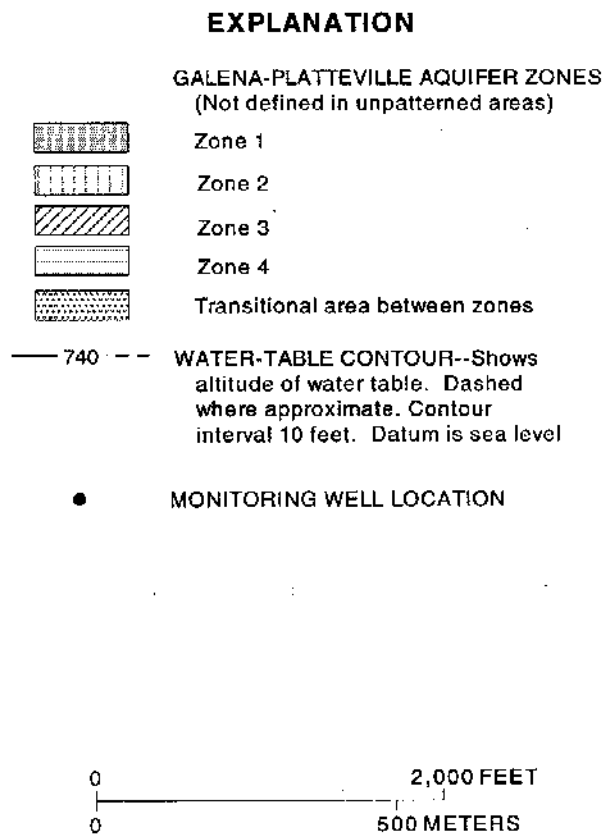 EXPLANATION
GALENA-PLATTEVILLE AQUIFER ZONES
(Not defined in unpatterned areas)
Zone 1
Zone 2
Zone 3
Zone 4
Transitional area between zones
740 WATER-TABLE CONTOUR--Shows
altitude of water table. Dashed
where approximate. Contour
interval 10 feet. Datum is sea level
MONITORING WELL LOCATION
0 2,000 FEET
0 500 METERS